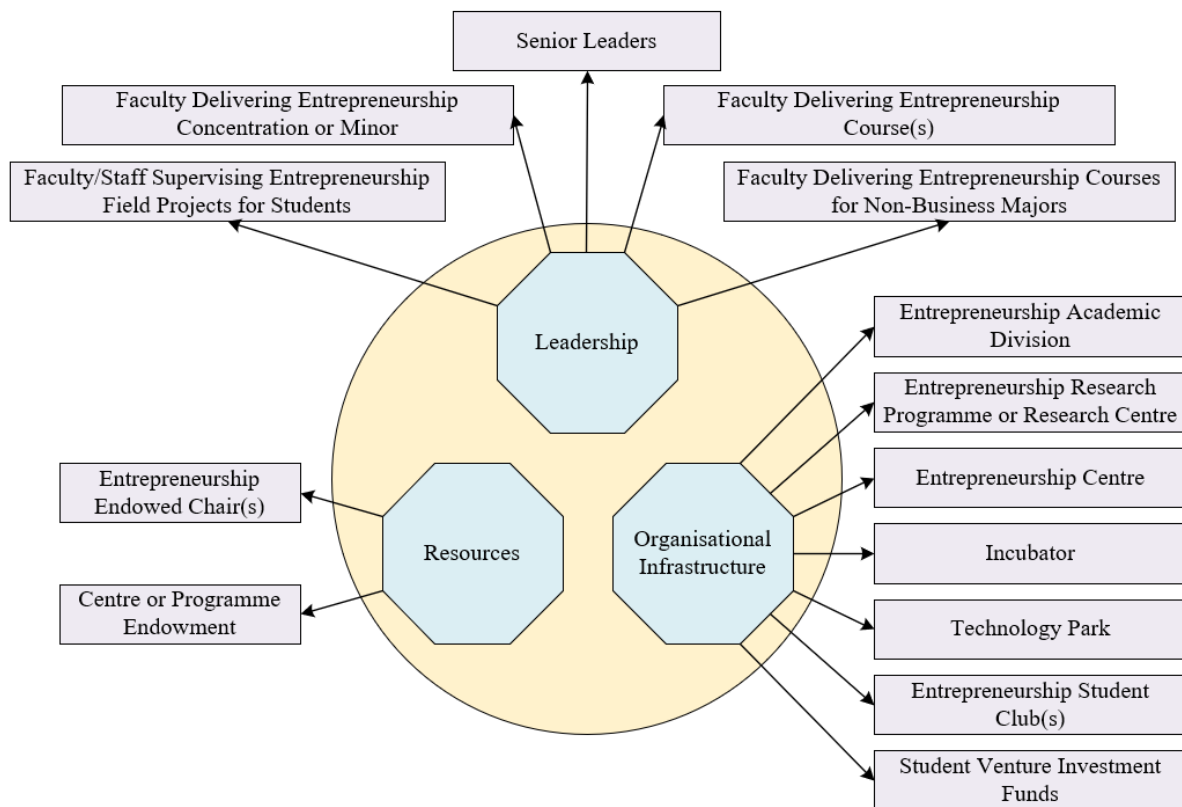 Senior Leaders
Faculty Delivering Entrepreneurship
Concentration or Minor
Faculty Delivering Entrepreneurship
Course(s)
Faculty/Staff Supervising Entrepreneurship
Field Projects for Students
Faculty Delivering Entrepreneurship Courses
for Non-Business Majors
Leadership
Entrepreneurship Academic
Division
Entrepreneurship Research
Programme or Research Centre
Entrepreneurship
Endowed Chair(s)
Entrepreneurship Centre
Resources
Organisational
Infrastructure
Incubator
Centre or Programme
Endowment
Technology Park
Entrepreneurship Student
Club(s)
Student Venture Investment
Funds